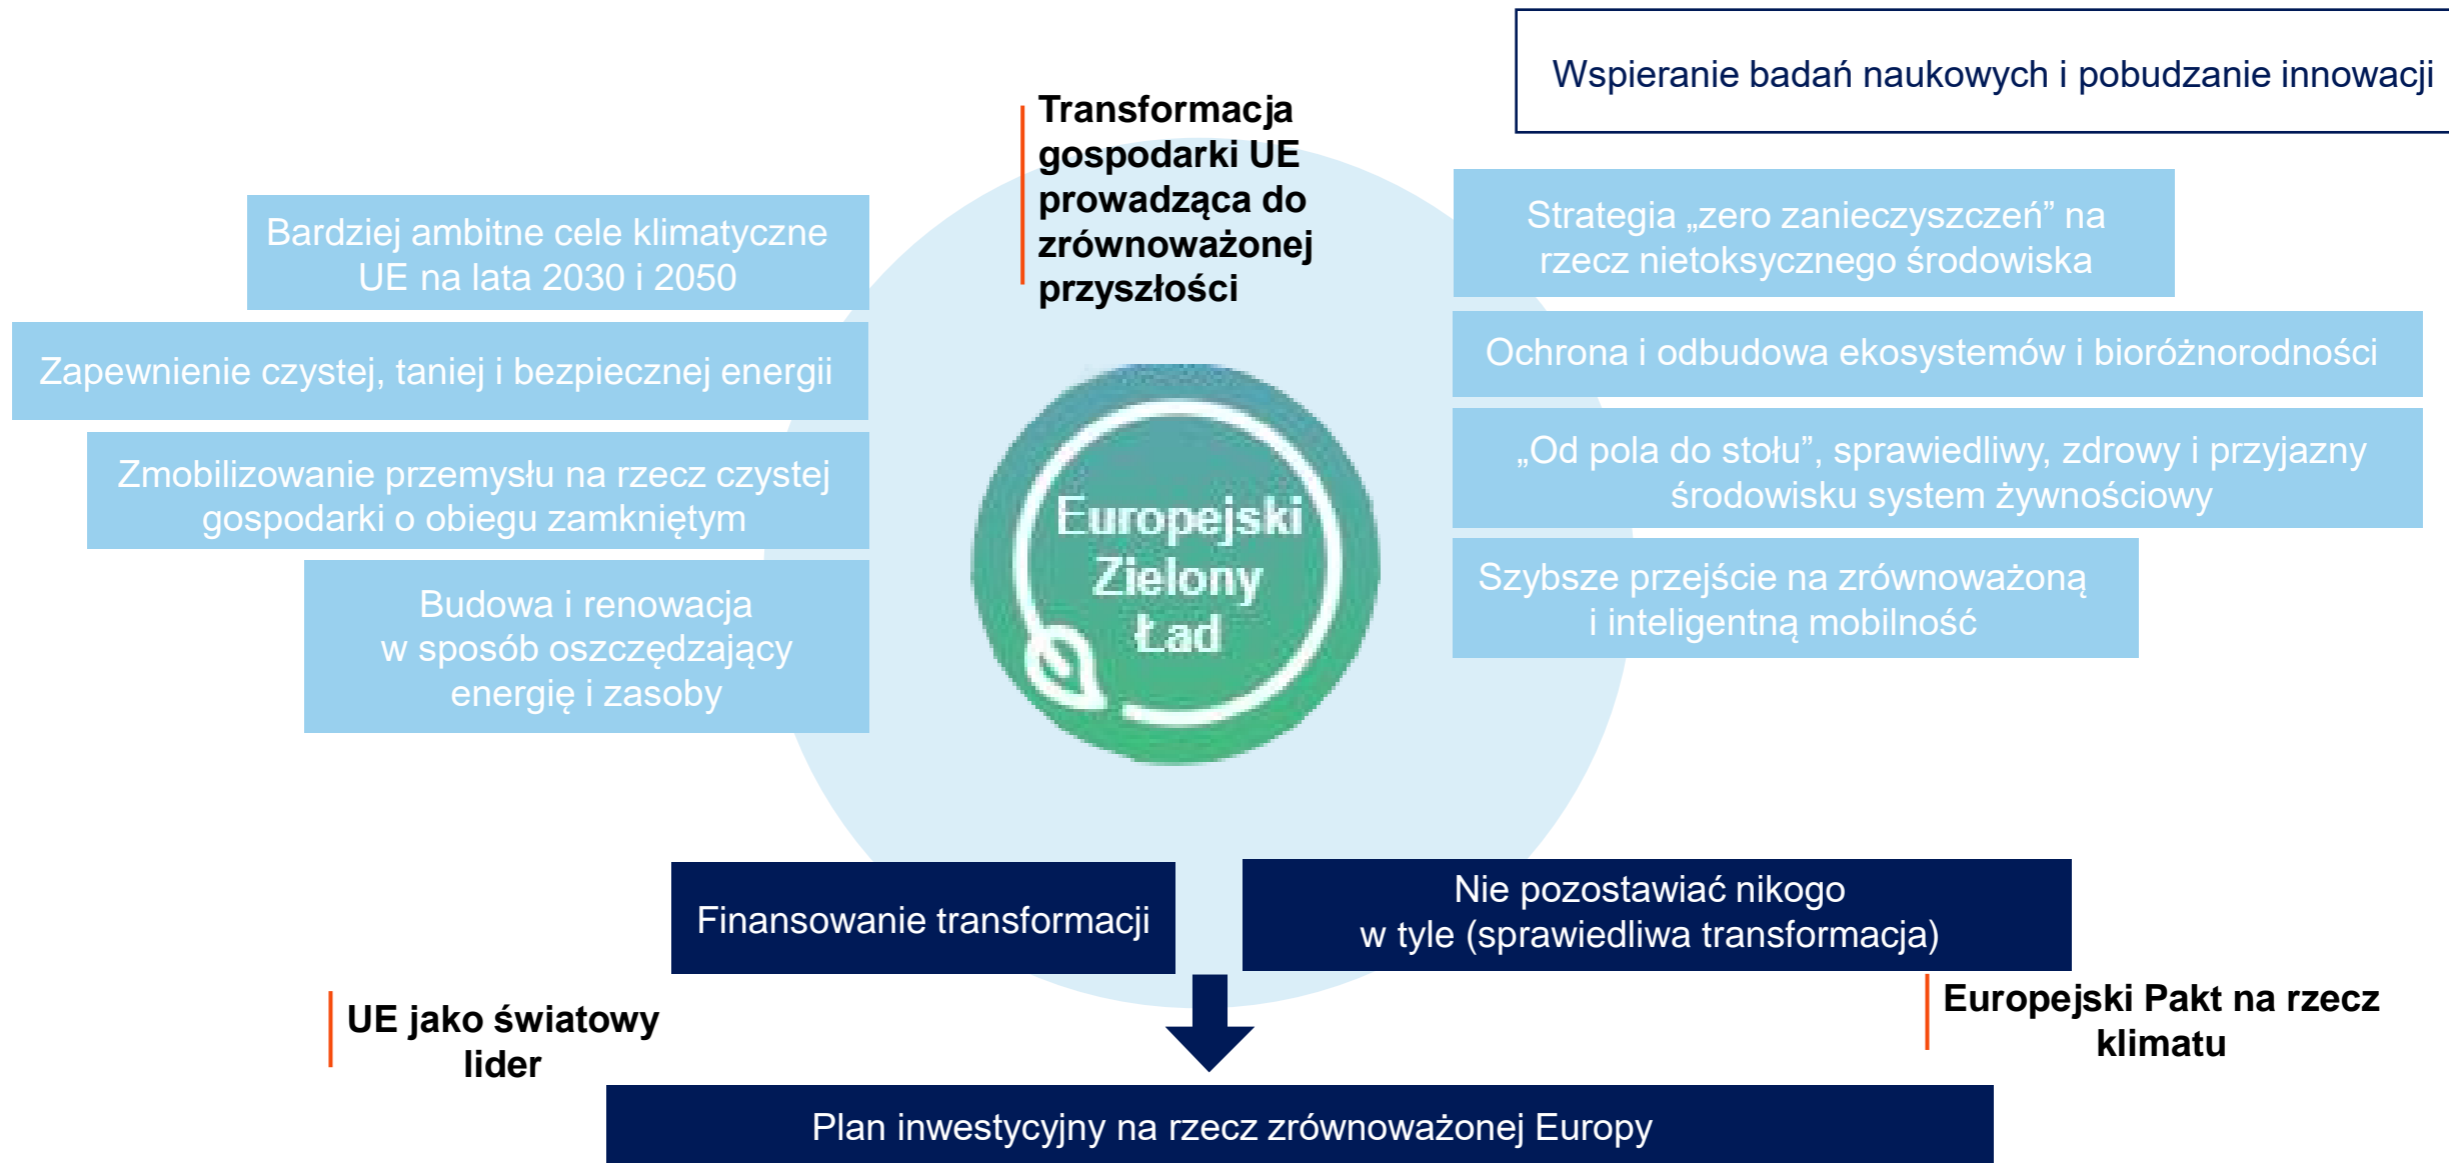 Wspieranie badań naukowych i pobudzanie innowacji
Transformacja
gospodarki UE
prowadząca do
zrównoważonej
przyszłości
Bardziej ambitne cele klimatyczne
UE na lata 2030 i 2050
Zapewnienie czystej, taniej i bezpiecznej energii
Zmobilizowanie przemysłu na rzecz czystej
gospodarki o obiegu zamkniętym
Budowa i renowacja
w sposób oszczędzający
energię i zasoby
Europejski
Zielony
Ład
Strategia „zero zanieczyszczeń” na
rzecz nietoksycznego środowiska
Ochrona i odbudowa ekosystemów i bioróżnorodności
„Od pola do stołu”, sprawiedliwy, zdrowy i przyjazny
środowisku system żywnościowy
Szybsze przejście na zrównoważoną
i inteligentną mobilność
Finansowanie transformacji
Nie pozostawiać nikogo
w tyle (sprawiedliwa transformacja)
UE jako światowy
lider
Europejski Pakt na rzecz
klimatu
Plan inwestycyjny na rzecz zrównoważonej Europy